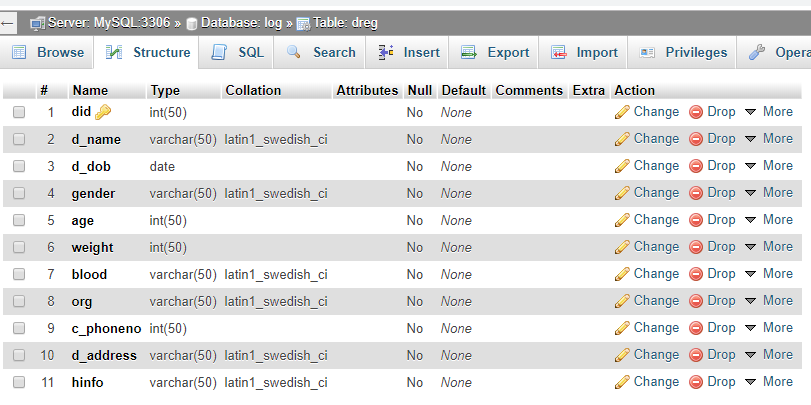 Server: MySQL:3306 » Database: log » Table: dreg
Browse Structure SQL Search Insert Export Import Privileges Opera
# Name Type Collation Attributes Null Default Comments Extra Action
1 did int(50) No None Change Drop More
2 d_name varchar(50) latin1_swedish_ci No None Change Drop More
3 d_dob date No None Change Drop More
4 gender varchar(50) latin1_swedish_ci No None Change Drop More
5 age int(50) No None Change Drop More
6 weight int(50) No None Change Drop More
7 blood varchar(50) latin1_swedish_ci No None Change Drop More
8 org varchar(50) latin1_swedish_ci No None Change Drop More
9 c_phoneno int(50) No None Change Drop More
10 d_address varchar(50) latin1_swedish_ci No None Change Drop More
11 hinfo varchar(50) latin1_swedish_ci No None Change Drop More